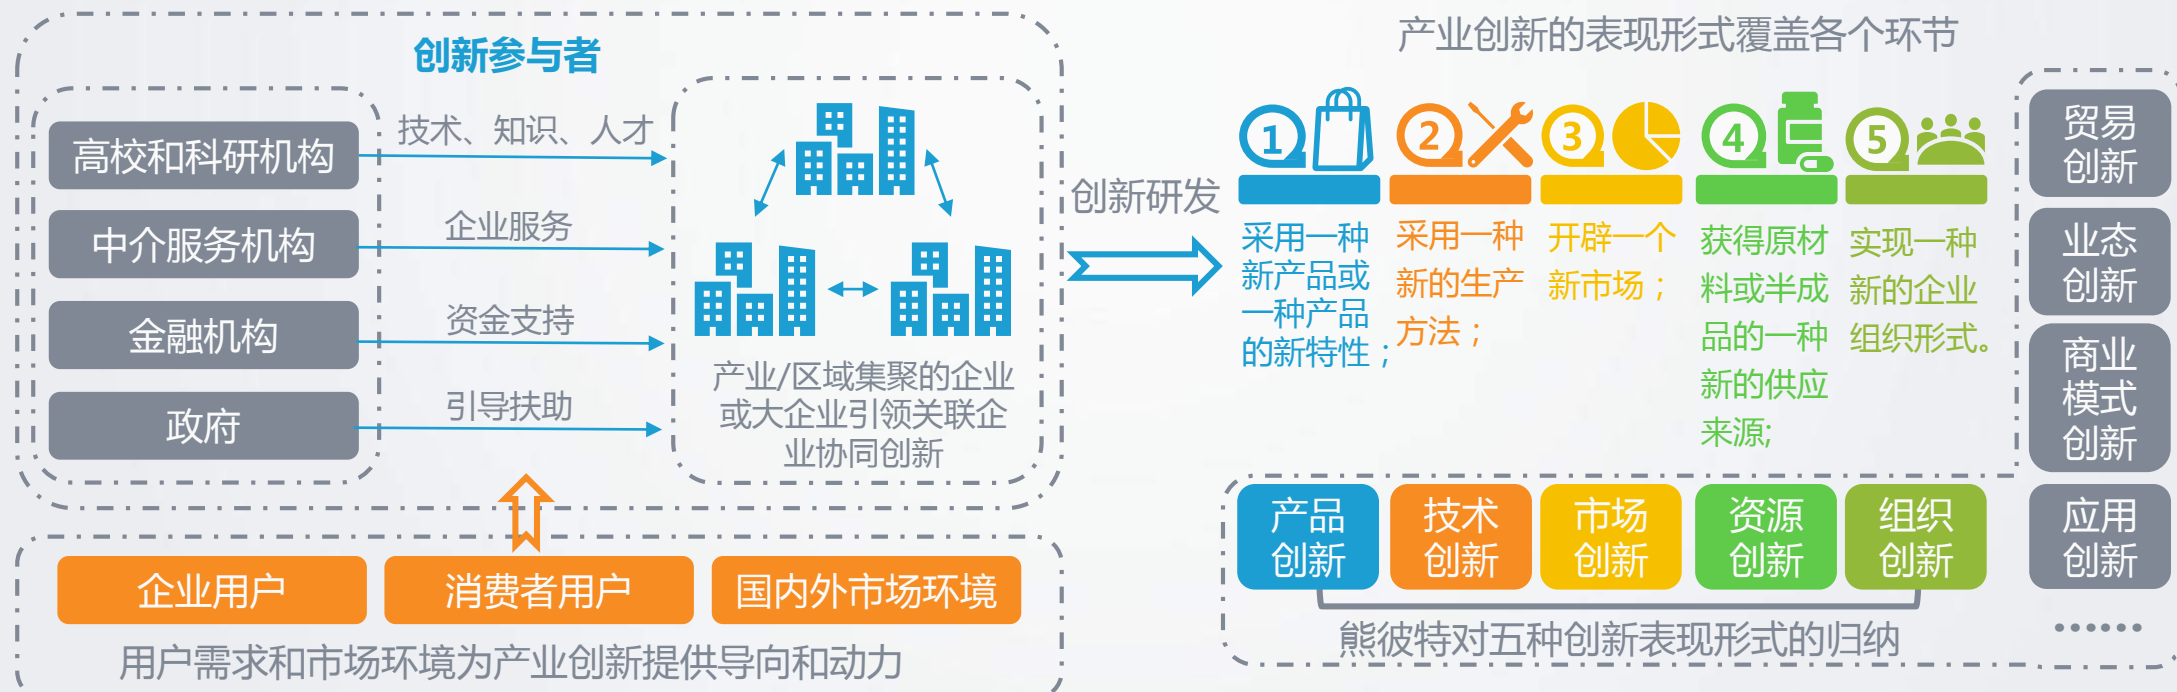 创新参与者
高校和科研机构
中介服务机构
金融机构
政府
技术、知识、人才
企业服务
资金支持
引导扶助
产业/区域集聚的企业
或大企业引领关联企
业协同创新
企业用户
消费者用户
国内外市场环境
用户需求和市场环境为产业创新提供导向和动力
创新研发
产业创新的表现形式覆盖各个环节
1
采用一种
新产品或
一种产品
的新特性；
2
采用一种
新的生产
方法；
3
开辟一个
新市场；
4
获得原材
料或半成
品的一种
新的供应
来源;
5
实现一种
新的企业
组织形式。
产品
创新
技术
创新
市场
创新
资源
创新
组织
创新
熊彼特对五种创新表现形式的归纳
贸易
创新
业态
创新
商业
模式
创新
应用
创新
······